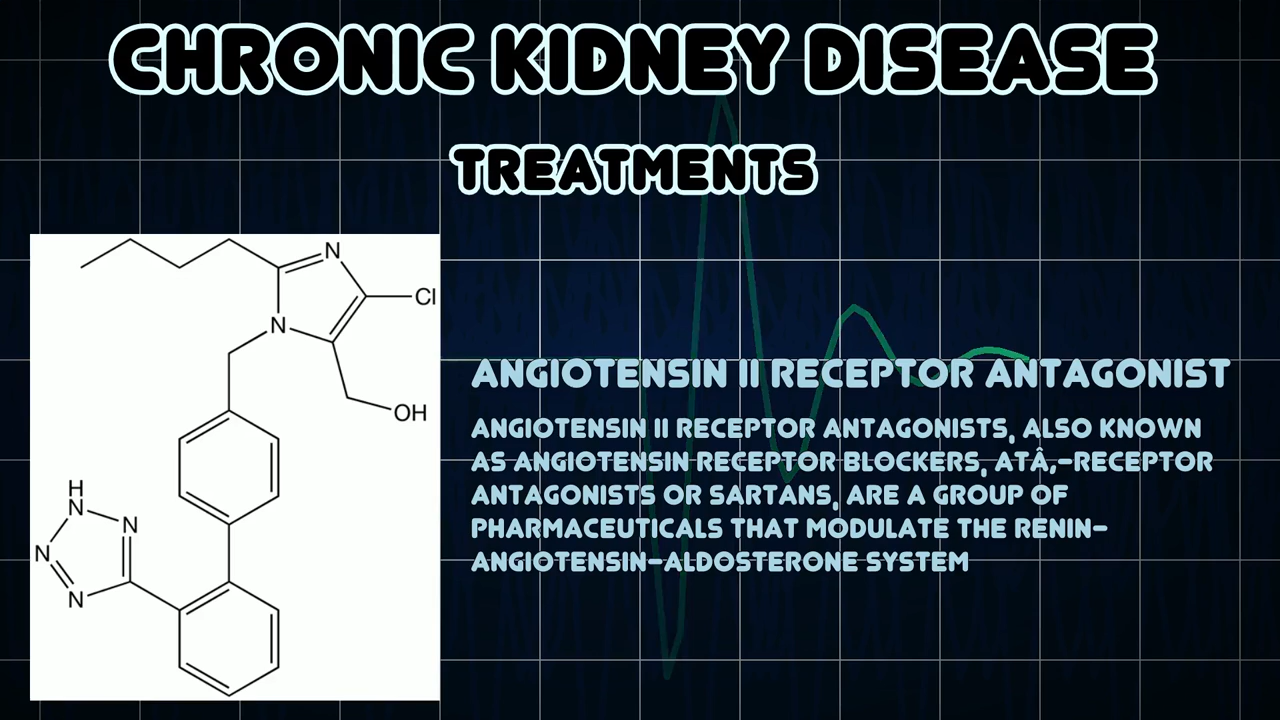 CHRONIC KIDNEY DISEASE
TREATMENTS
N
Cl
N
OH
H
N
N
N
N
ANGIOTENSIN II RECEPTOR ANTAGONIST
ANGIOTENSIN II RECEPTOR ANTAGONISTS, ALSO KNOWN
AS ANGIOTENSIN RECEPTOR BLOCKERS, ATÂ‚-RECEPTOR
ANTAGONISTS OR SARTANS, ARE A GROUP OF
PHARMACEUTICALS THAT MODULATE THE RENIN-
ANGIOTENSIN-ALDOSTERONE SYSTEM